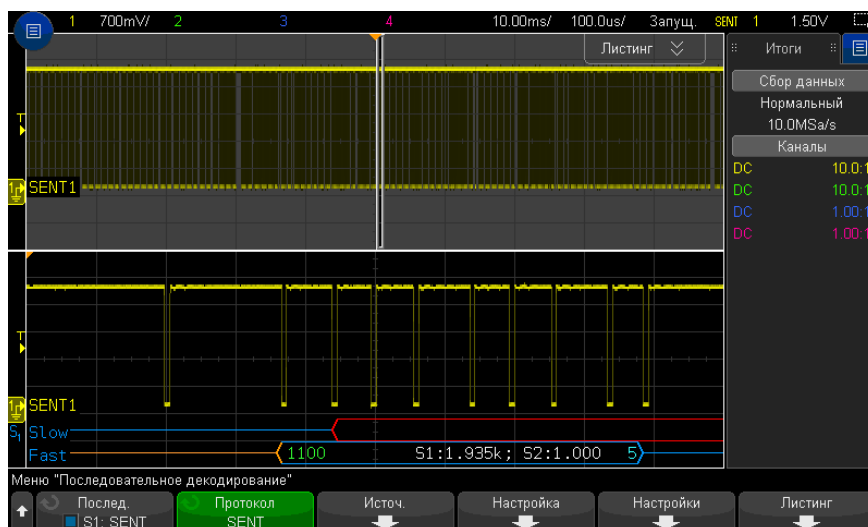 1 700mV/ 2 3 4 10.00ms/ 100.0us/ Запущ. SENT 1 1.50V
Листинг
Итоги
Сбор данных
Нормальный
10.0MSa/s
Каналы
DC 10.0:1
DC 10.0:1
DC 1.00:1
DC 1.00:1
T
SENT1
T
SENT1
S1 Slow
Fast 1100 S1:1.935k; S2:1.000 5
Меню "Последовательное декодирование"
Послед. Протокол Источ. Настройка Настройки Листинг
S1: SENT SENT